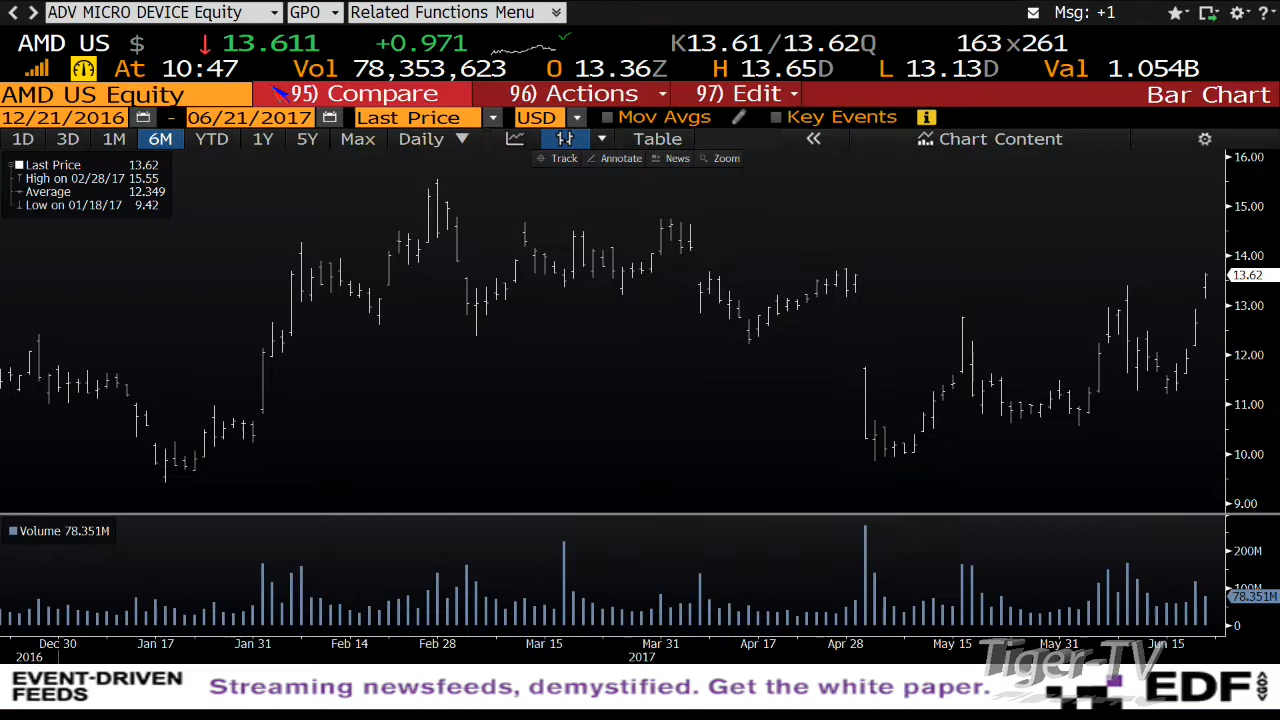 ADV MICRO DEVICE Equity GPO Related Functions Menu Msg: +1 ?
AMD US $ ↓ 13.611 +0.971 K13.61/13.62Q 163x261
At 10:47 Vol 78,353,623 O 13.36Z H 13.65D L 13.13D Val 1.054B
AMD US Equity 95) Compare 96) Actions 97) Edit Bar Chart
12/21/2016 - 06/21/2017 Last Price USD Mov Avgs Key Events i
1D 3D 1M 6M YTD 1Y 5Y Max Daily Table « Chart Content
Track Annotate News Zoom
Last Price 13.62
High on 02/28/17 15.55
Average 12.349
Low on 01/18/17 9.42
16.00
15.00
14.00
13.62
13.00
12.00
11.00
10.00
9.00
Volume 78.351M
200M
100M
78.351M
0
Dec 30 Jan 17 Jan 31 Feb 14 Feb 28 Mar 15 Mar 31 Apr 17 Apr 28 May 15 May 31 Jun 15
2016 2017
Tiger-TV
EVENT-DRIVEN
FEEDS
Streaming newsfeeds, demystified. Get the white paper.
EDF